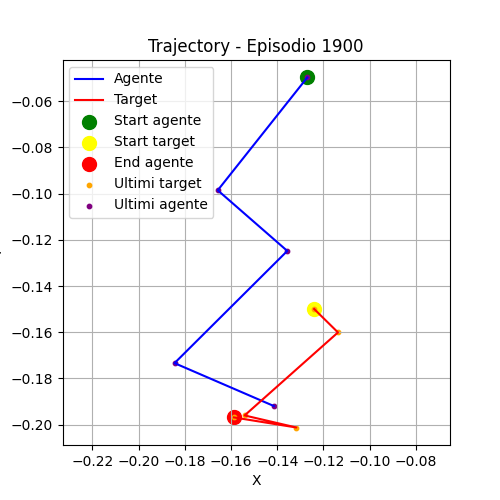 Trajectory - Episodio 1900
Agente
Target
Start agente
Start target
End agente
Ultimi target
Ultimi agente
−0.06
−0.08
−0.10
−0.12
−0.14
−0.16
−0.18
−0.20
−0.22 −0.20 −0.18 −0.16 −0.14 −0.12 −0.10 −0.08
X